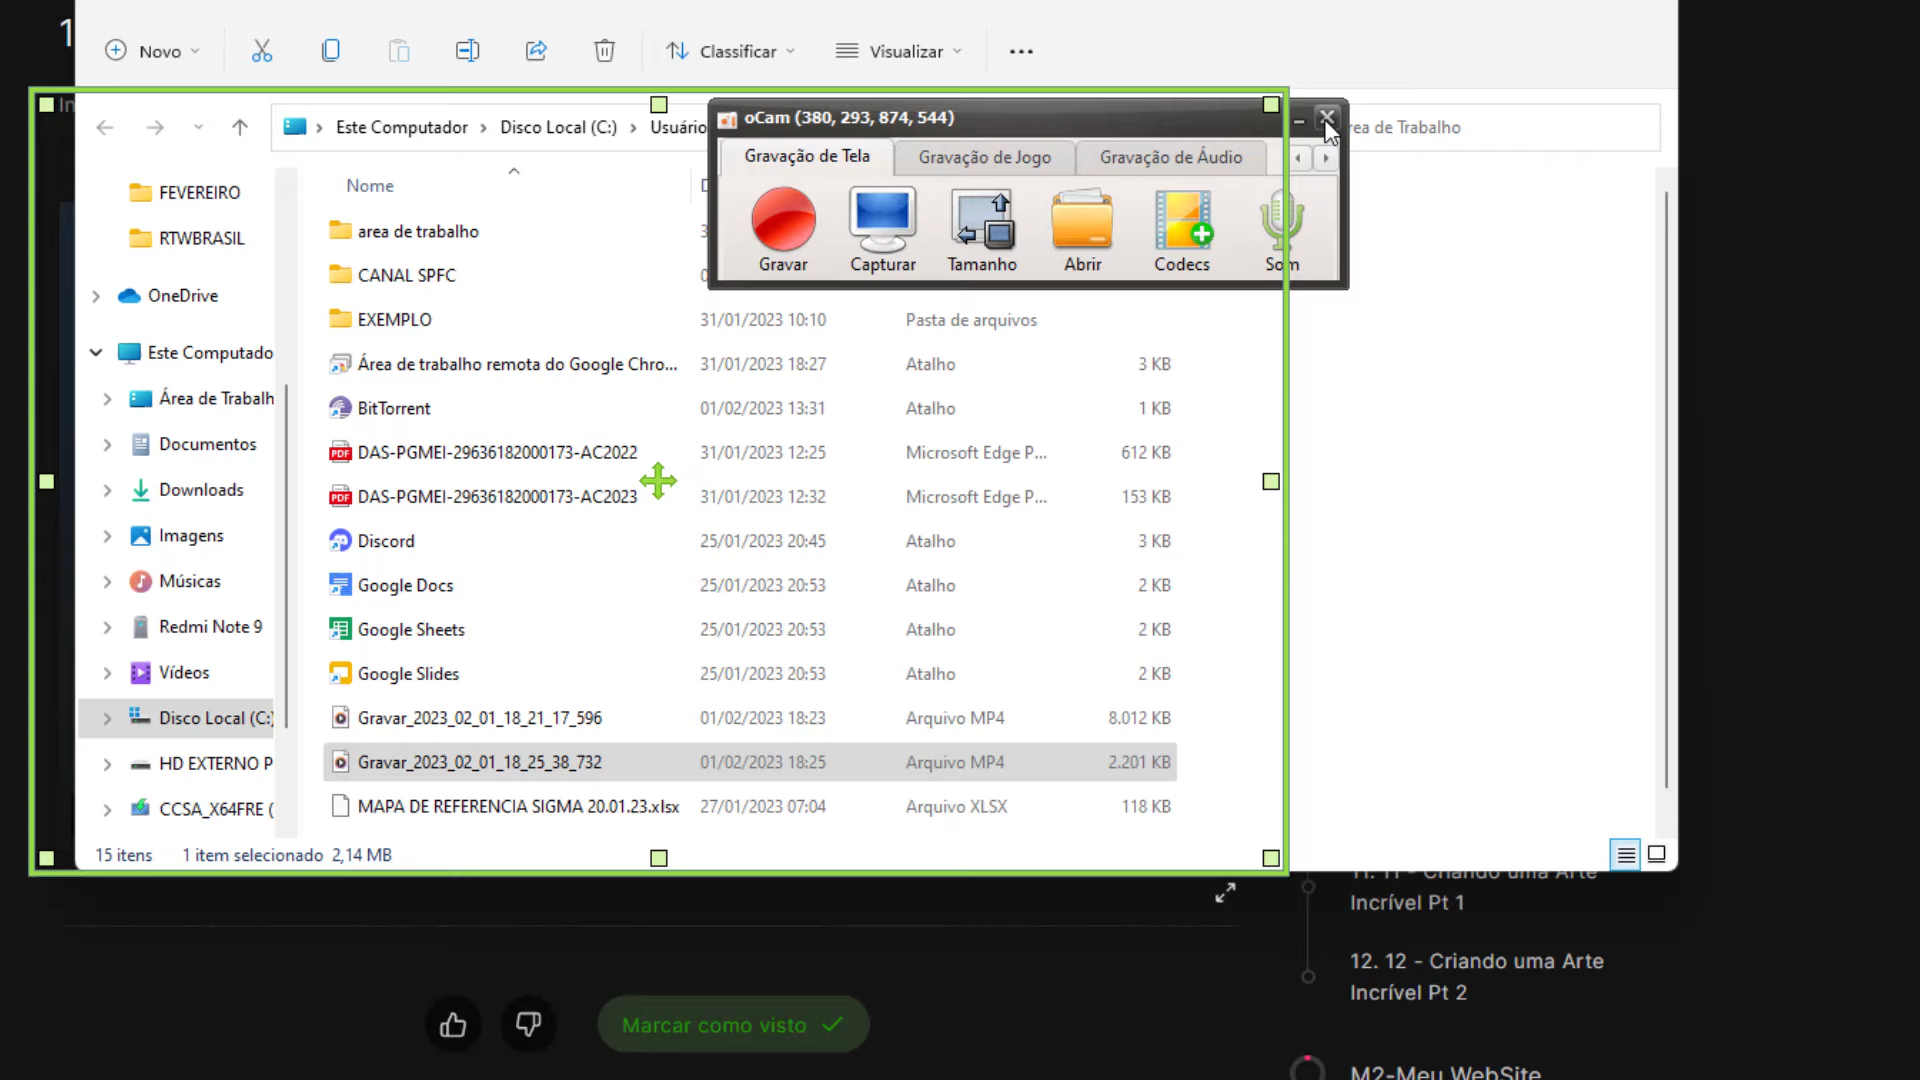 1
Novo
Classificar
Visualizar
In
Este Computador
Disco Local (C:)
Usuário
rea de Trabalho
oCam (380, 293, 874, 544)
Gravação de Tela
Gravação de Jogo
Gravação de Áudio
Gravar
Capturar
Tamanho
Abrir
Codecs
Som
FEVEREIRO
RTWBRASIL
OneDrive
Este Computado
Área de Trabalh
Documentos
Downloads
Imagens
Músicas
Redmi Note 9
Vídeos
Disco Local (C:)
HD EXTERNO P
CCSA_X64FRE (
Nome
area de trabalho
CANAL SPFC
EXEMPLO 31/01/2023 10:10 Pasta de arquivos
Área de trabalho remota do Google Chro... 31/01/2023 18:27 Atalho 3 KB
BitTorrent 01/02/2023 13:31 Atalho 1 KB
DAS-PGMEI-29636182000173-AC2022 31/01/2023 12:25 Microsoft Edge P... 612 KB
DAS-PGMEI-29636182000173-AC2023 31/01/2023 12:32 Microsoft Edge P... 153 KB
Discord 25/01/2023 20:45 Atalho 3 KB
Google Docs 25/01/2023 20:53 Atalho 2 KB
Google Sheets 25/01/2023 20:53 Atalho 2 KB
Google Slides 25/01/2023 20:53 Atalho 2 KB
Gravar_2023_02_01_18_21_17_596 01/02/2023 18:23 Arquivo MP4 8.012 KB
Gravar_2023_02_01_18_25_38_732 01/02/2023 18:25 Arquivo MP4 2.201 KB
MAPA DE REFERENCIA SIGMA 20.01.23.xlsx 27/01/2023 07:04 Arquivo XLSX 118 KB
15 itens 1 item selecionado 2,14 MB
11. 11 - Criando uma Arte
Incrível Pt 1
12. 12 - Criando uma Arte
Incrível Pt 2
Marcar como visto
M2-Meu WebSite